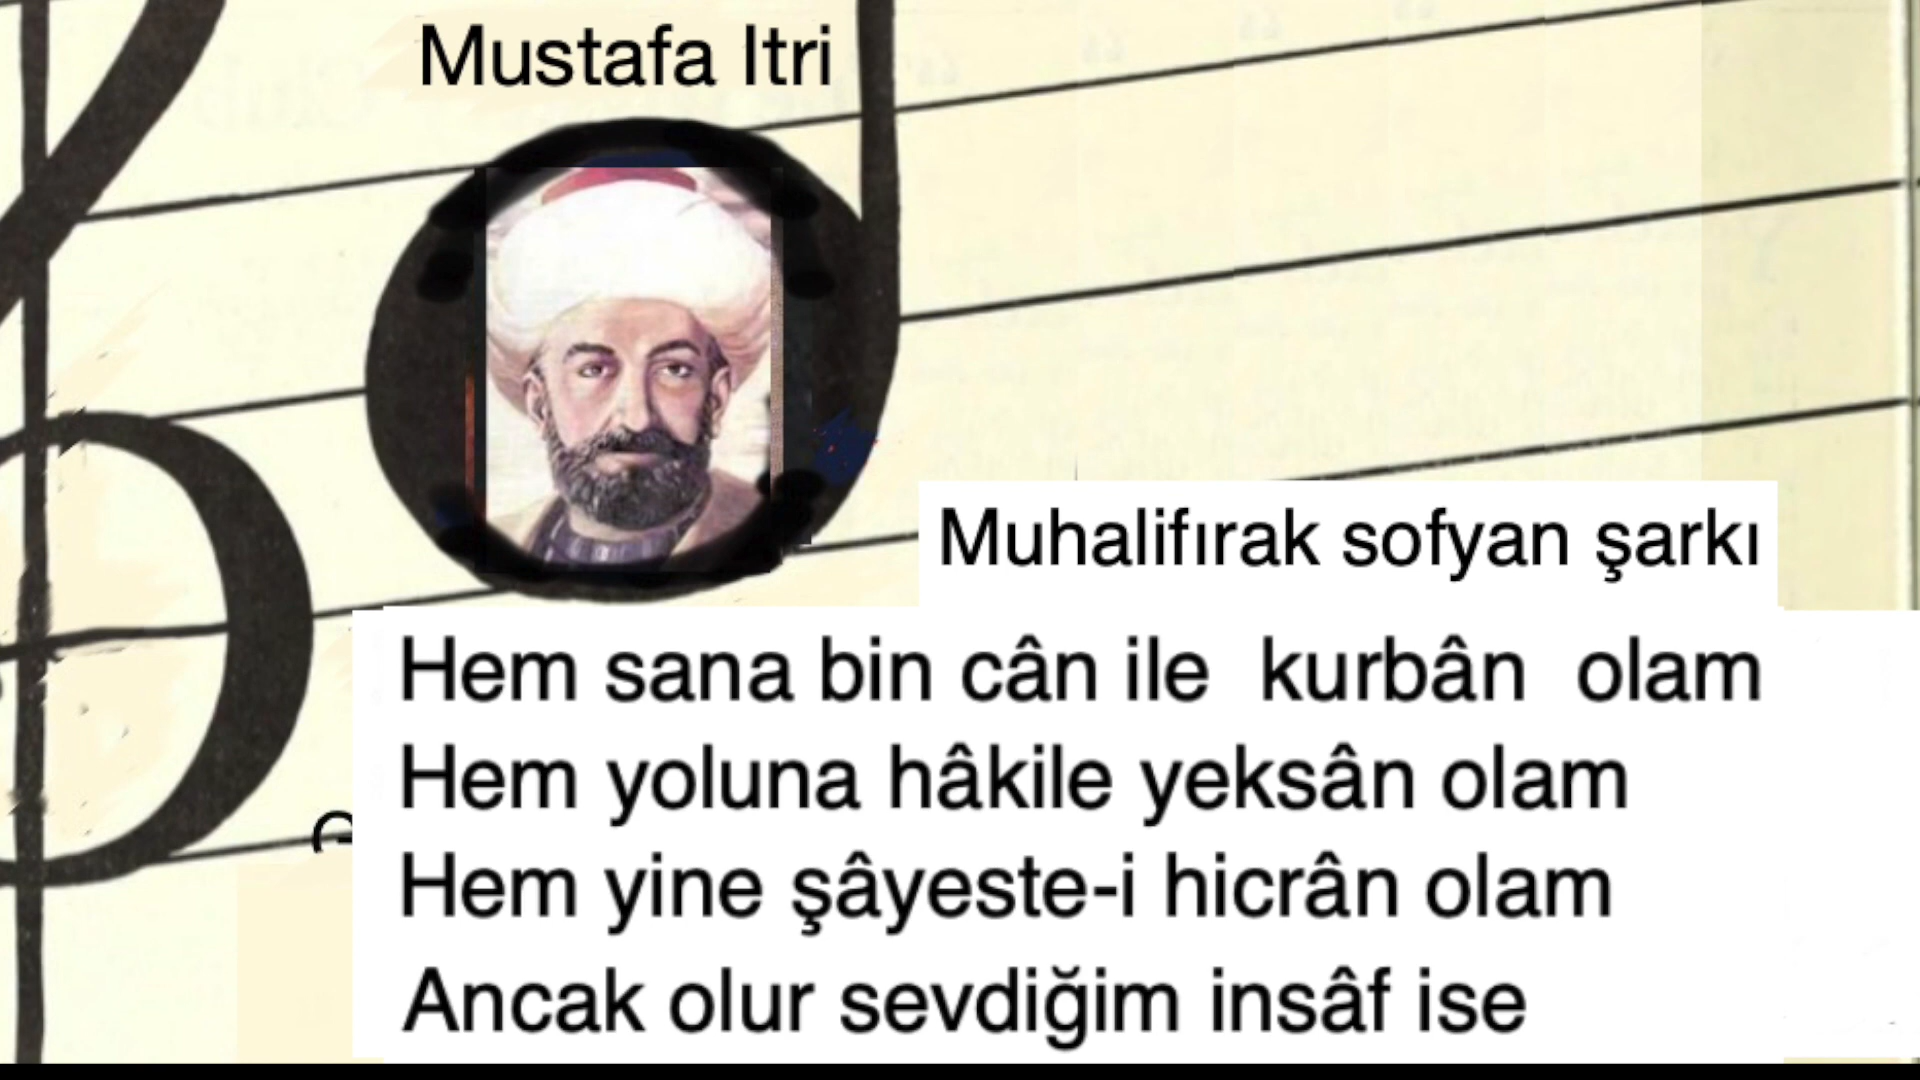 Mustafa Itri
Muhalifırak sofyan şarkı
Hem sana bin cân ile kurbân olam
Hem yoluna hâkile yeksân olam
Hem yine şâyeste-i hicrân olam
Ancak olur sevdiğim insâf ise